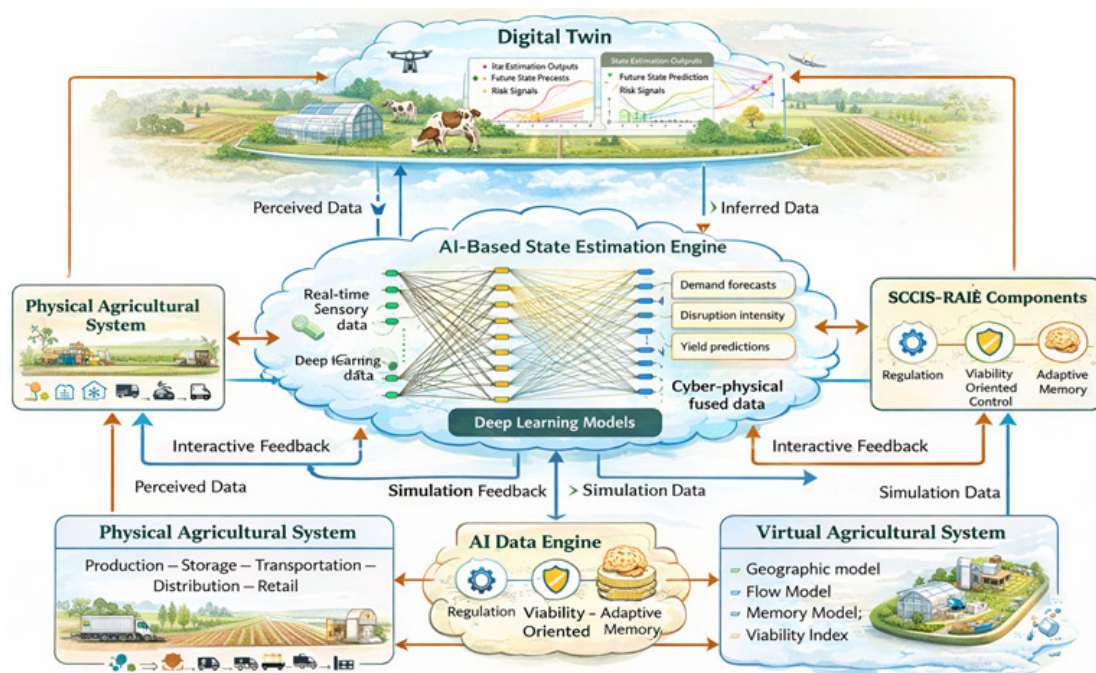 Digital Twin
State Estimation Outputs
Future State Precests
Risk Signals
State Estimation Outputs
Future State Prediction
Risk Signals
Perceived Data
> Inferred Data
AI-Based State Estimation Engine
Real-time
Sensory
data
Deep learning
data
Demand forecasts
Disruption intensity
Yield predictions
Cyber-physical
fused data
Deep Learning Models
Physical Agricultural
System
SCCIS-RAIE Components
Regulation
Viability
Oriented
Control
Adaptive
Memory
Interactive Feedback
Interactive Feedback
Perceived Data
Simulation Feedback
> Simulation Data
Simulation Data
Physical Agricultural System
Production – Storage – Transportation –
Distribution – Retail
AI Data Engine
Regulation
Viability –
Oriented
Adaptive
Memory
Virtual Agricultural System
Geographic model
Flow Model
Memory Model;
Viability Index